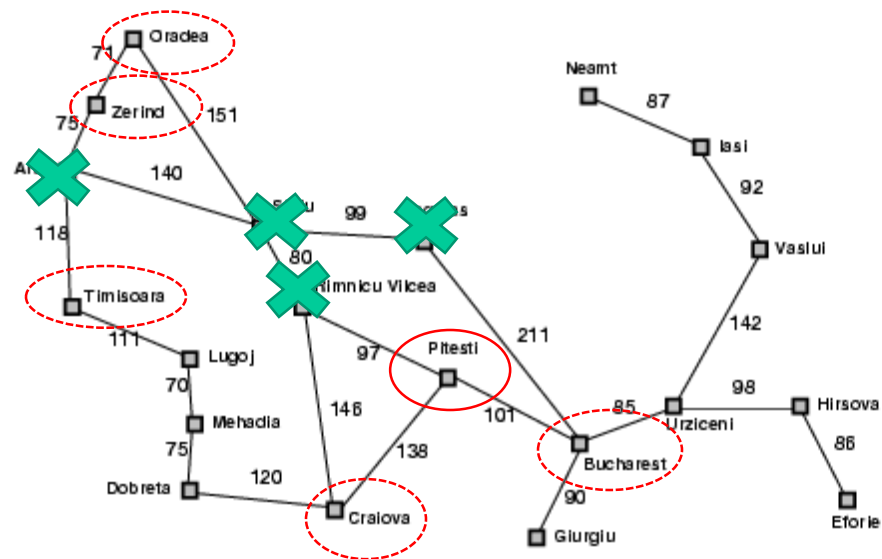 Oradea
71
Neamt
87
Zerind
151
75
Iasi
140
92
99
118
80
Vaslui
Rimnicu Vilcea
Timisoara
142
111
211
Pitesti
Lugoj
97
98
70
85
Hirsova
146
101
Urziceni
Mehadia
75
138
86
Bucharest
120
Dobreta
90
Craiova
Eforie
Giurgiu